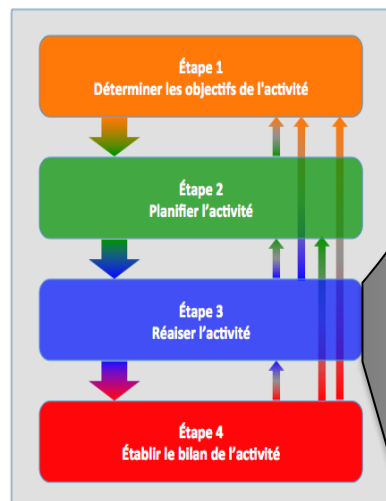 Étape 1
Déterminer les objectifs de l'activité
Étape 2
Planifier l'activité
Étape 3
Réaiser l'activité
Étape 4
Établir le bilan de l'activité